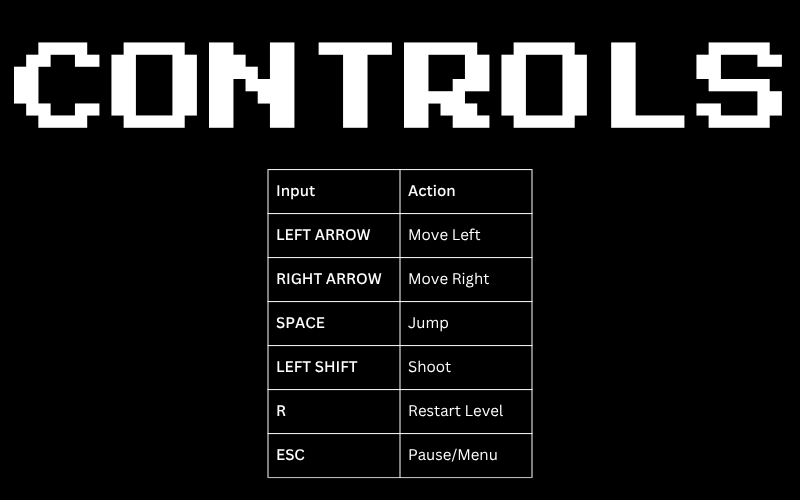 CONTROLS
Input Action
LEFT ARROW Move Left
RIGHT ARROW Move Right
SPACE Jump
LEFT SHIFT Shoot
R Restart Level
ESC Pause/Menu